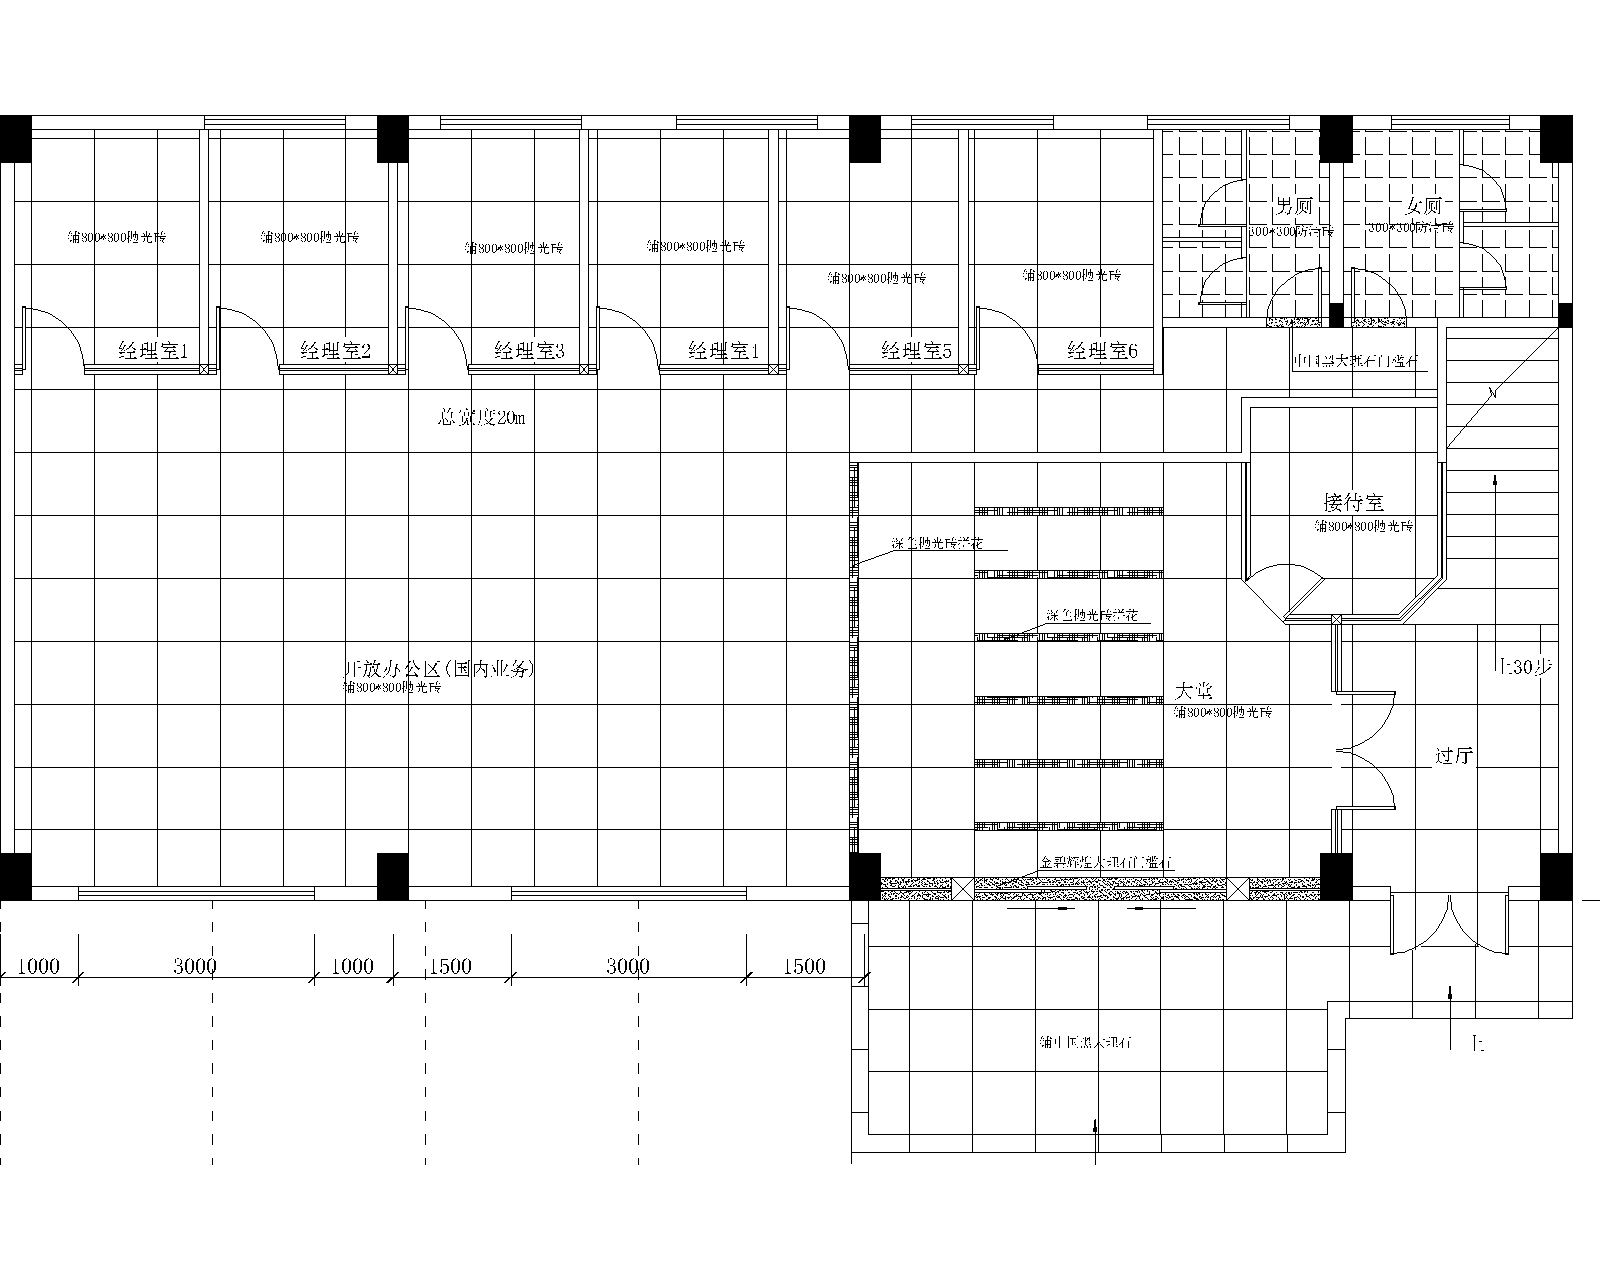 男厕
女厕
300*300防滑砖
300*300防滑砖
铺800*800抛光砖
铺800*800抛光砖
铺800*800抛光砖
铺800*800抛光砖
铺800*800抛光砖
铺800*800抛光砖
经理室1
经理室2
经理室3
经理室1
经理室5
经理室6
中国黑大理石门槛石
总宽度20m
接待室
铺800*800抛光砖
深色抛光砖拼花
深色抛光砖拼花
开放办公区(国内业务)
铺800*800抛光砖
大堂
铺800*800抛光砖
上30步
过厅
金碧辉煌大理石门槛石
1000
3000
1000
1500
3000
1500
铺中国黑大理石
上